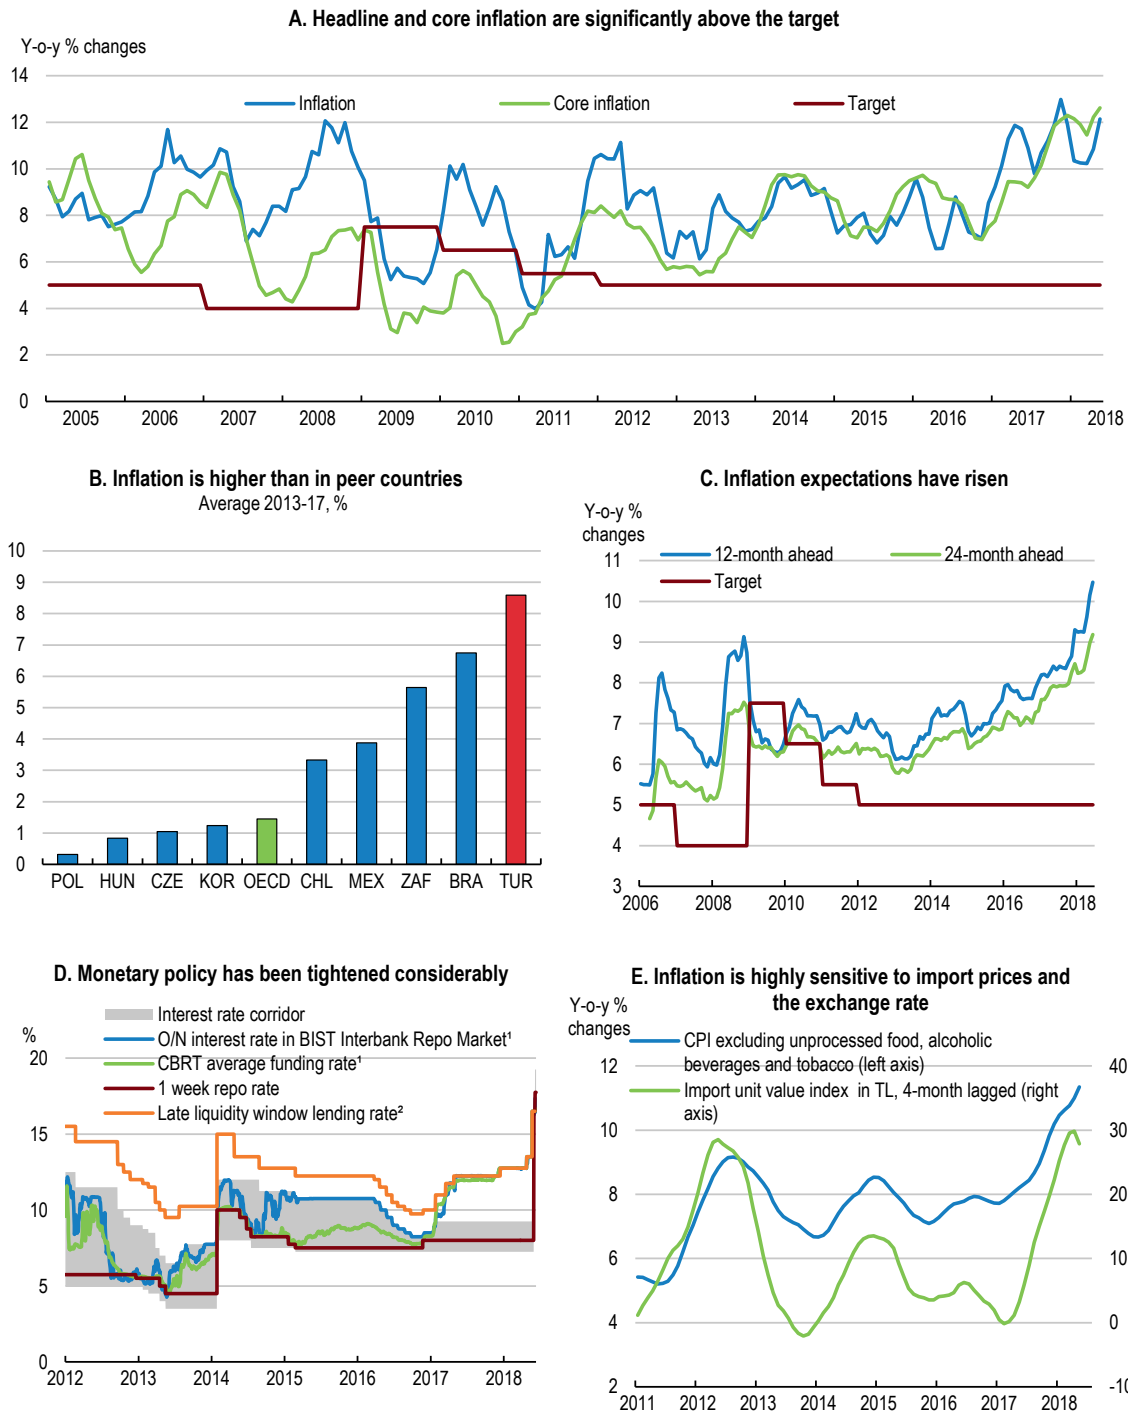 A. Headline and core inflation are significantly above the target
Y-o-y % changes
14
12
10
8
6
4
2
0
Inflation
Core inflation
Target
2005 2006 2007 2008 2009 2010 2011 2012 2013 2014 2015 2016 2017 2018
B. Inflation is higher than in peer countries
Average 2013-17, %
10
9
8
7
6
5
4
3
2
1
0
POL HUN CZE KOR OECD CHL MEX ZAF BRA TUR
C. Inflation expectations have risen
Y-o-y %
changes
12-month ahead
24-month ahead
Target
11
10
9
8
7
6
5
4
3
2006 2008 2010 2012 2014 2016 2018
D. Monetary policy has been tightened considerably
Interest rate corridor
%
O/N interest rate in BIST Interbank Repo Market¹
CBRT average funding rate¹
1 week repo rate
Late liquidity window lending rate²
20
15
10
5
0
2012 2013 2014 2015 2016 2017 2018
E. Inflation is highly sensitive to import prices and
the exchange rate
Y-o-y %
changes
CPI excluding unprocessed food, alcoholic
beverages and tobacco (left axis)
Import unit value index in TL, 4-month lagged (right
axis)
12
10
8
6
4
2
40
30
20
10
0
-10
2011 2012 2013 2014 2015 2016 2017 2018